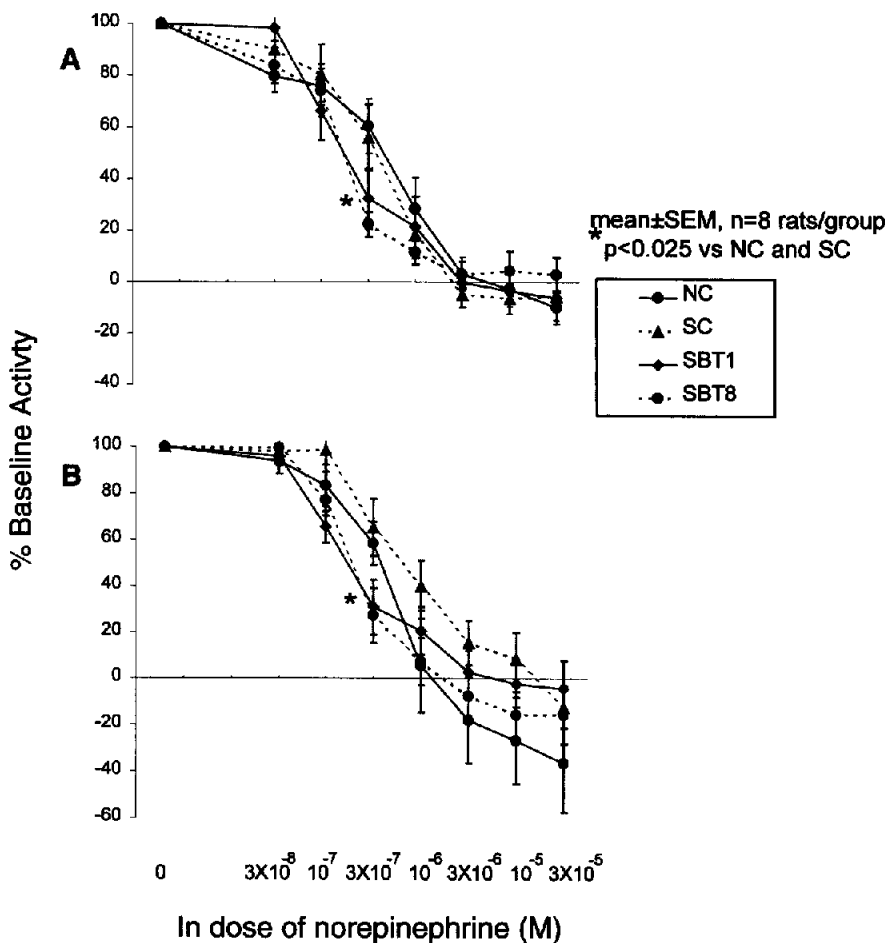 A
100
80
60
40
20
0
-20
-40
mean±SEM, n=8 rats/group
* p<0.025 vs NC and SC
NC
SC
SBT1
SBT8
*
% Baseline Activty
B
100
80
60
40
20
0
-20
-40
-60
*
0 3X10⁻⁸ 10⁻⁷ 3X10⁻⁷ 10⁻⁶ 3X10⁻⁶ 10⁻⁵ 3X10⁻⁵
In dose of norepinephrine (M)